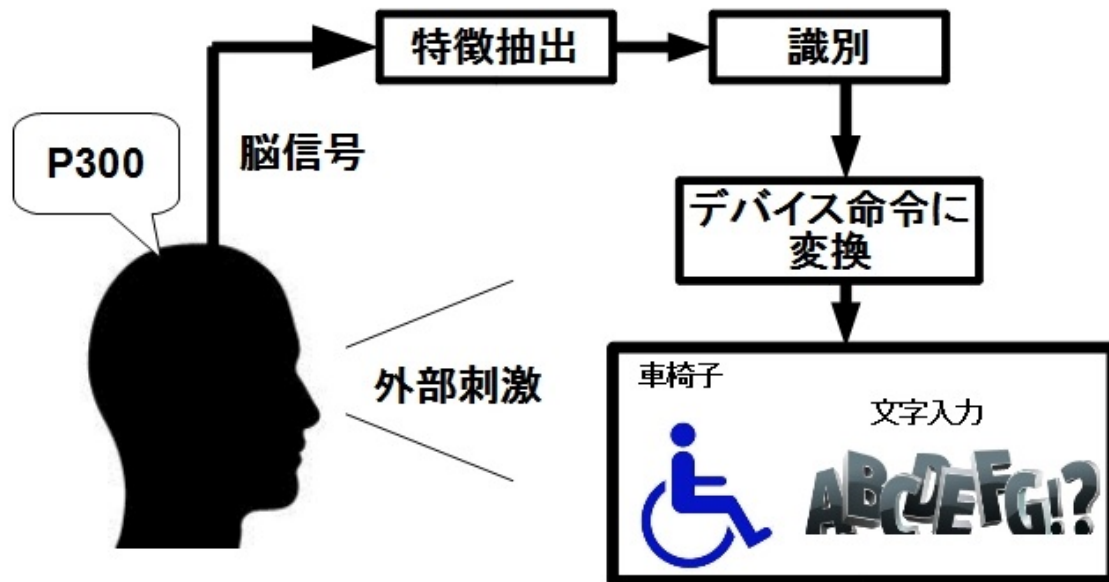 特徴抽出
識別
P300
脳信号
デバイス命令に
変換
外部刺激
車椅子
文字入力
ABCDEFG!?